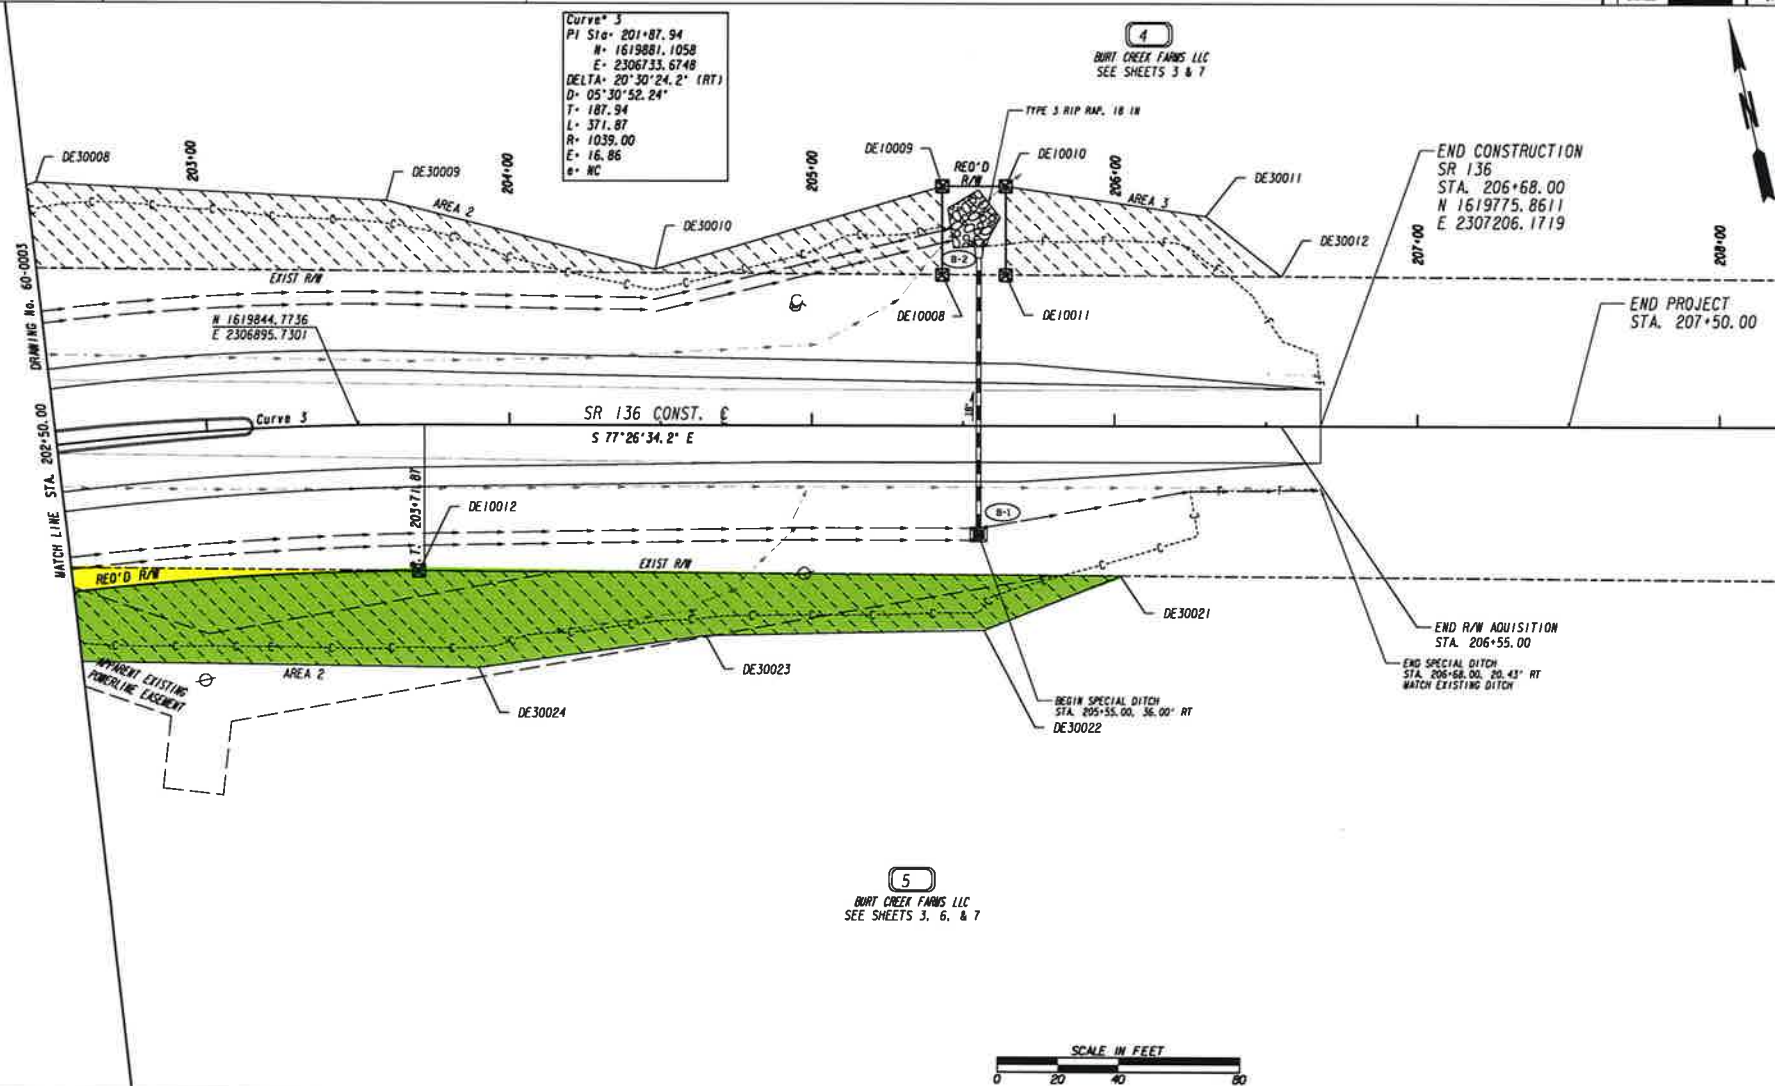 Curve* 3
PI Sta= 201+87.94
N= 1619881.1058
E= 2306733.6748
DELTA= 20°30'24.2" (RT)
D= 05°30'52.24"
T= 187.94
L= 371.87
R= 1039.00
E= 16.86
e= NC
4
BURT CREEK FARMS LLC
SEE SHEETS 3 & 7
N
TYPE 3 RIP RAP, 18 IN
DE30008
203+00
DE30009
204+00
205+00
DE10009
REQ'D
R/W
DE10010
206+00
DE30011
END CONSTRUCTION
SR 136
STA. 206+68.00
N 1619775.8611
E 2307206.1719
AREA 2
AREA 3
DE30010
DE30012
207+00
208+00
B-2
EXIST R/W
DE10008
DE10011
END PROJECT
STA. 207+50.00
N 1619844.7736
E 2306895.7301
MATCH LINE STA. 202+50.00 DRAWING No. 60-0003
Curve 3
SR 136 CONST. ℄
S 77°26'34.2" E
18"
P.T. 203+71.87
DE10012
B-1
REQ'D R/W
EXIST R/W
DE30021
END R/W AQUISITION
STA. 206+55.00
END SPECIAL DITCH
STA. 206+68.00, 20.43' RT
MATCH EXISTING DITCH
APPARENT EXISTING
POWERLINE EASEMENT
AREA 2
DE30023
DE30024
BEGIN SPECIAL DITCH
STA. 205+55.00, 36.00' RT
DE30022
5
BURT CREEK FARMS LLC
SEE SHEETS 3, 6, & 7
SCALE IN FEET
0 20 40 80